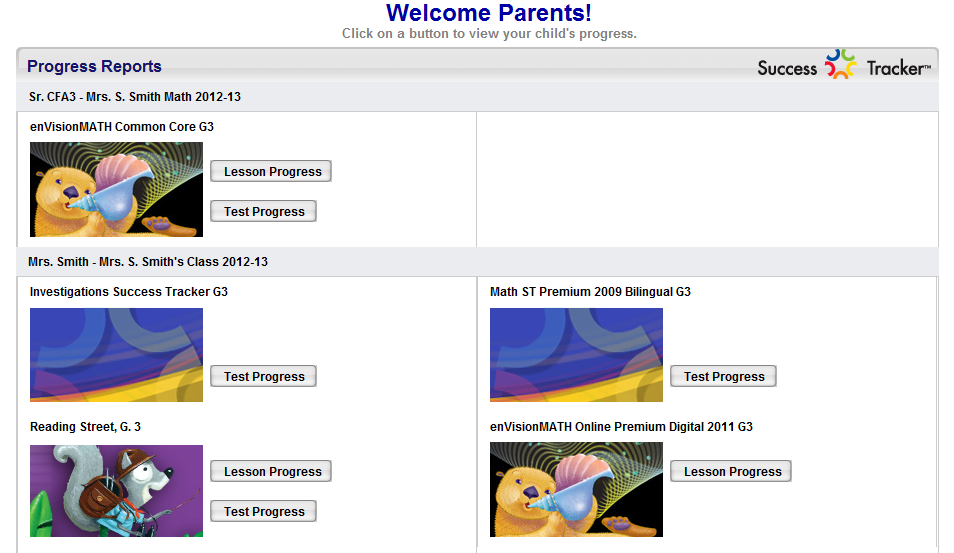 Welcome Parents!
Click on a button to view your child's progress.
Progress Reports
Success Tracker™
Sr. CFA3 - Mrs. S. Smith Math 2012-13
enVisionMATH Common Core G3
Lesson Progress
Test Progress
Mrs. Smith - Mrs. S. Smith's Class 2012-13
Investigations Success Tracker G3
Test Progress
Math ST Premium 2009 Bilingual G3
Test Progress
Reading Street, G. 3
Lesson Progress
Test Progress
enVisionMATH Online Premium Digital 2011 G3
Lesson Progress